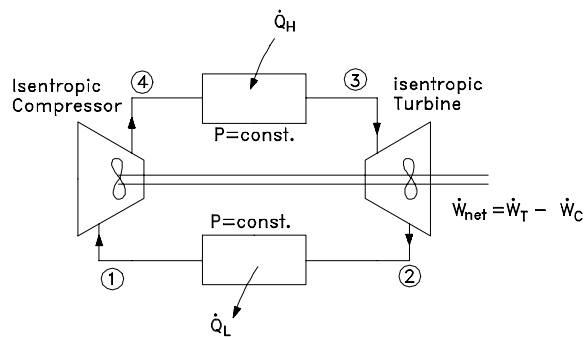 Q̇H
④
③
Isentropic
Compressor
isentropic
Turbine
P=const.
P=const.
Ẇnet =ẆT − ẆC
①
②
Q̇L